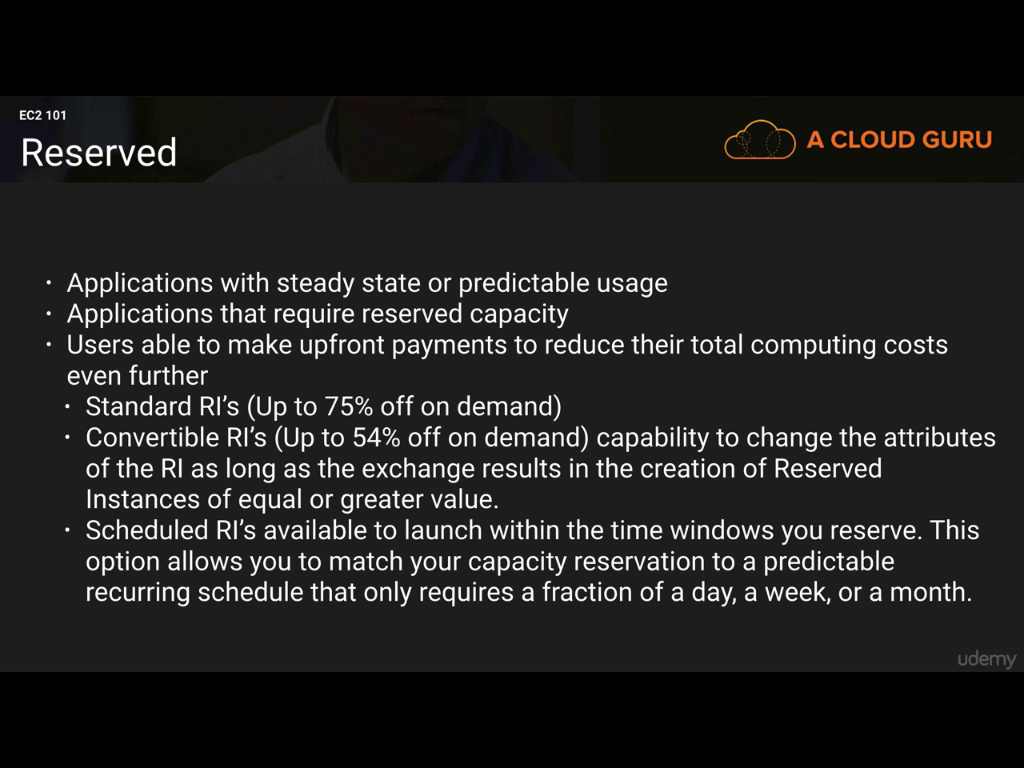 EC2 101
Reserved
A CLOUD GURU
• Applications with steady state or predictable usage
• Applications that require reserved capacity
• Users able to make upfront payments to reduce their total computing costs
even further
• Standard RI’s (Up to 75% off on demand)
• Convertible RI’s (Up to 54% off on demand) capability to change the attributes
of the RI as long as the exchange results in the creation of Reserved
Instances of equal or greater value.
• Scheduled RI’s available to launch within the time windows you reserve. This
option allows you to match your capacity reservation to a predictable
recurring schedule that only requires a fraction of a day, a week, or a month.
udemy